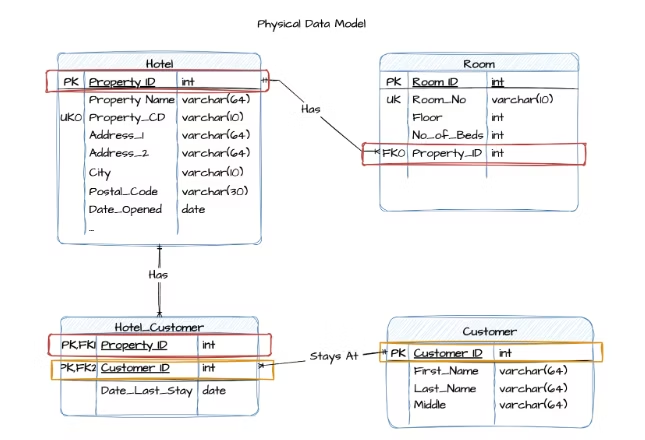 Physical Data Model
Hotel
PK Property ID int
Property Name varchar(64)
UK0 Property_CD varchar(10)
Address_1 varchar(64)
Address_2 varchar(64)
City varchar(10)
Postal_Code varchar(30)
Date_Opened date
...
Has
Room
PK Room ID int
UK Room_No varchar(10)
Floor int
No_of_Beds int
FK0 Property_ID int
Has
Hotel_Customer
PK,FK1 Property ID int
PK,FK2 Customer ID int
Date_Last_Stay date
Stays At
Customer
PK Customer ID int
First_Name varchar(64)
Last_Name varchar(64)
Middle varchar(64)